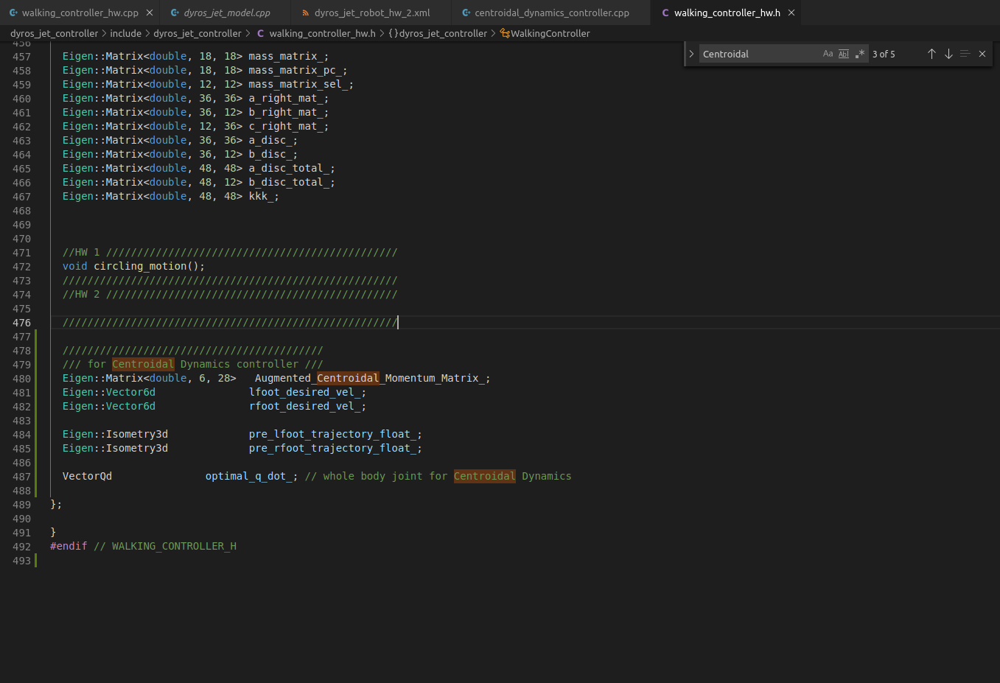 walking_controller_hw.cpp dyros_jet_model.cpp dyros_jet_robot_hw_2.xml centroidal_dynamics_controller.cpp walking_controller_hw.h
dyros_jet_controller > include > dyros_jet_controller > C walking_controller_hw.h > {} dyros_jet_controller > WalkingController
Centroidal Aa Abl .* 3 of 5
456
457 Eigen::Matrix<double, 18, 18> mass_matrix_;
458 Eigen::Matrix<double, 18, 18> mass_matrix_pc_;
459 Eigen::Matrix<double, 12, 12> mass_matrix_sel_;
460 Eigen::Matrix<double, 36, 36> a_right_mat_;
461 Eigen::Matrix<double, 36, 12> b_right_mat_;
462 Eigen::Matrix<double, 12, 36> c_right_mat_;
463 Eigen::Matrix<double, 36, 36> a_disc_;
464 Eigen::Matrix<double, 36, 12> b_disc_;
465 Eigen::Matrix<double, 48, 48> a_disc_total_;
466 Eigen::Matrix<double, 48, 12> b_disc_total_;
467 Eigen::Matrix<double, 48, 48> kkk_;
468
469
470
471 //HW 1 ///////////////////////////////////////////////
472 void circling_motion();
473 //////////////////////////////////////////////////////
474 //HW 2 ///////////////////////////////////////////////
475
476 //////////////////////////////////////////////////////
477
478 //////////////////////////////////////////
479 /// for Centroidal Dynamics controller ///
480 Eigen::Matrix<double, 6, 28> Augmented_Centroidal_Momentum_Matrix_;
481 Eigen::Vector6d lfoot_desired_vel_;
482 Eigen::Vector6d rfoot_desired_vel_;
483
484 Eigen::Isometry3d pre_lfoot_trajectory_float_;
485 Eigen::Isometry3d pre_rfoot_trajectory_float_;
486
487 VectorQd optimal_q_dot_; // whole body joint for Centroidal Dynamics
488
489 };
490
491 }
492 #endif // WALKING_CONTROLLER_H
493